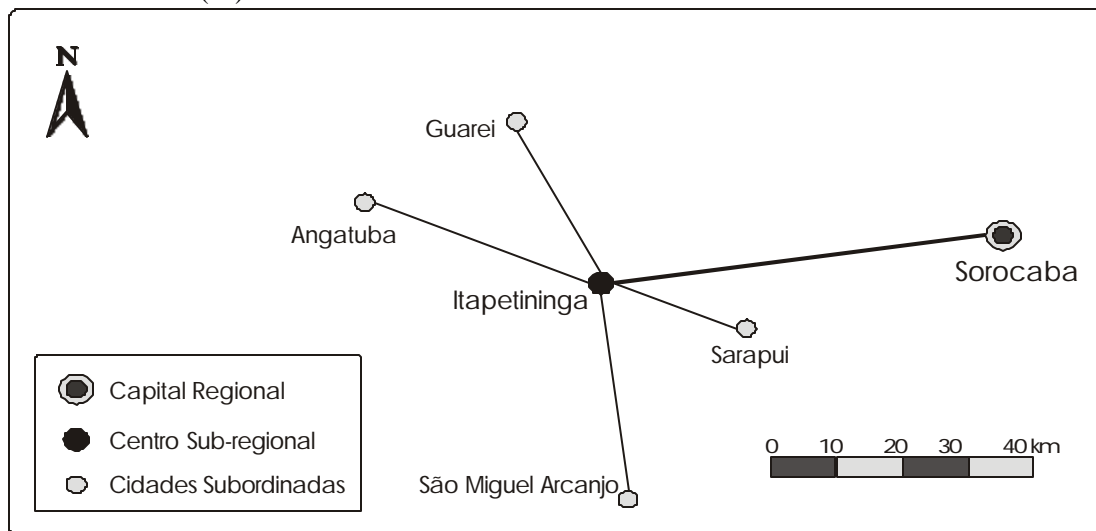 N
Guarei
Angatuba
Sorocaba
Itapetininga
Sarapui
Capital Regional
Centro Sub-regional
Cidades Subordinadas
São Miguel Arcanjo
0 10 20 30 40 km